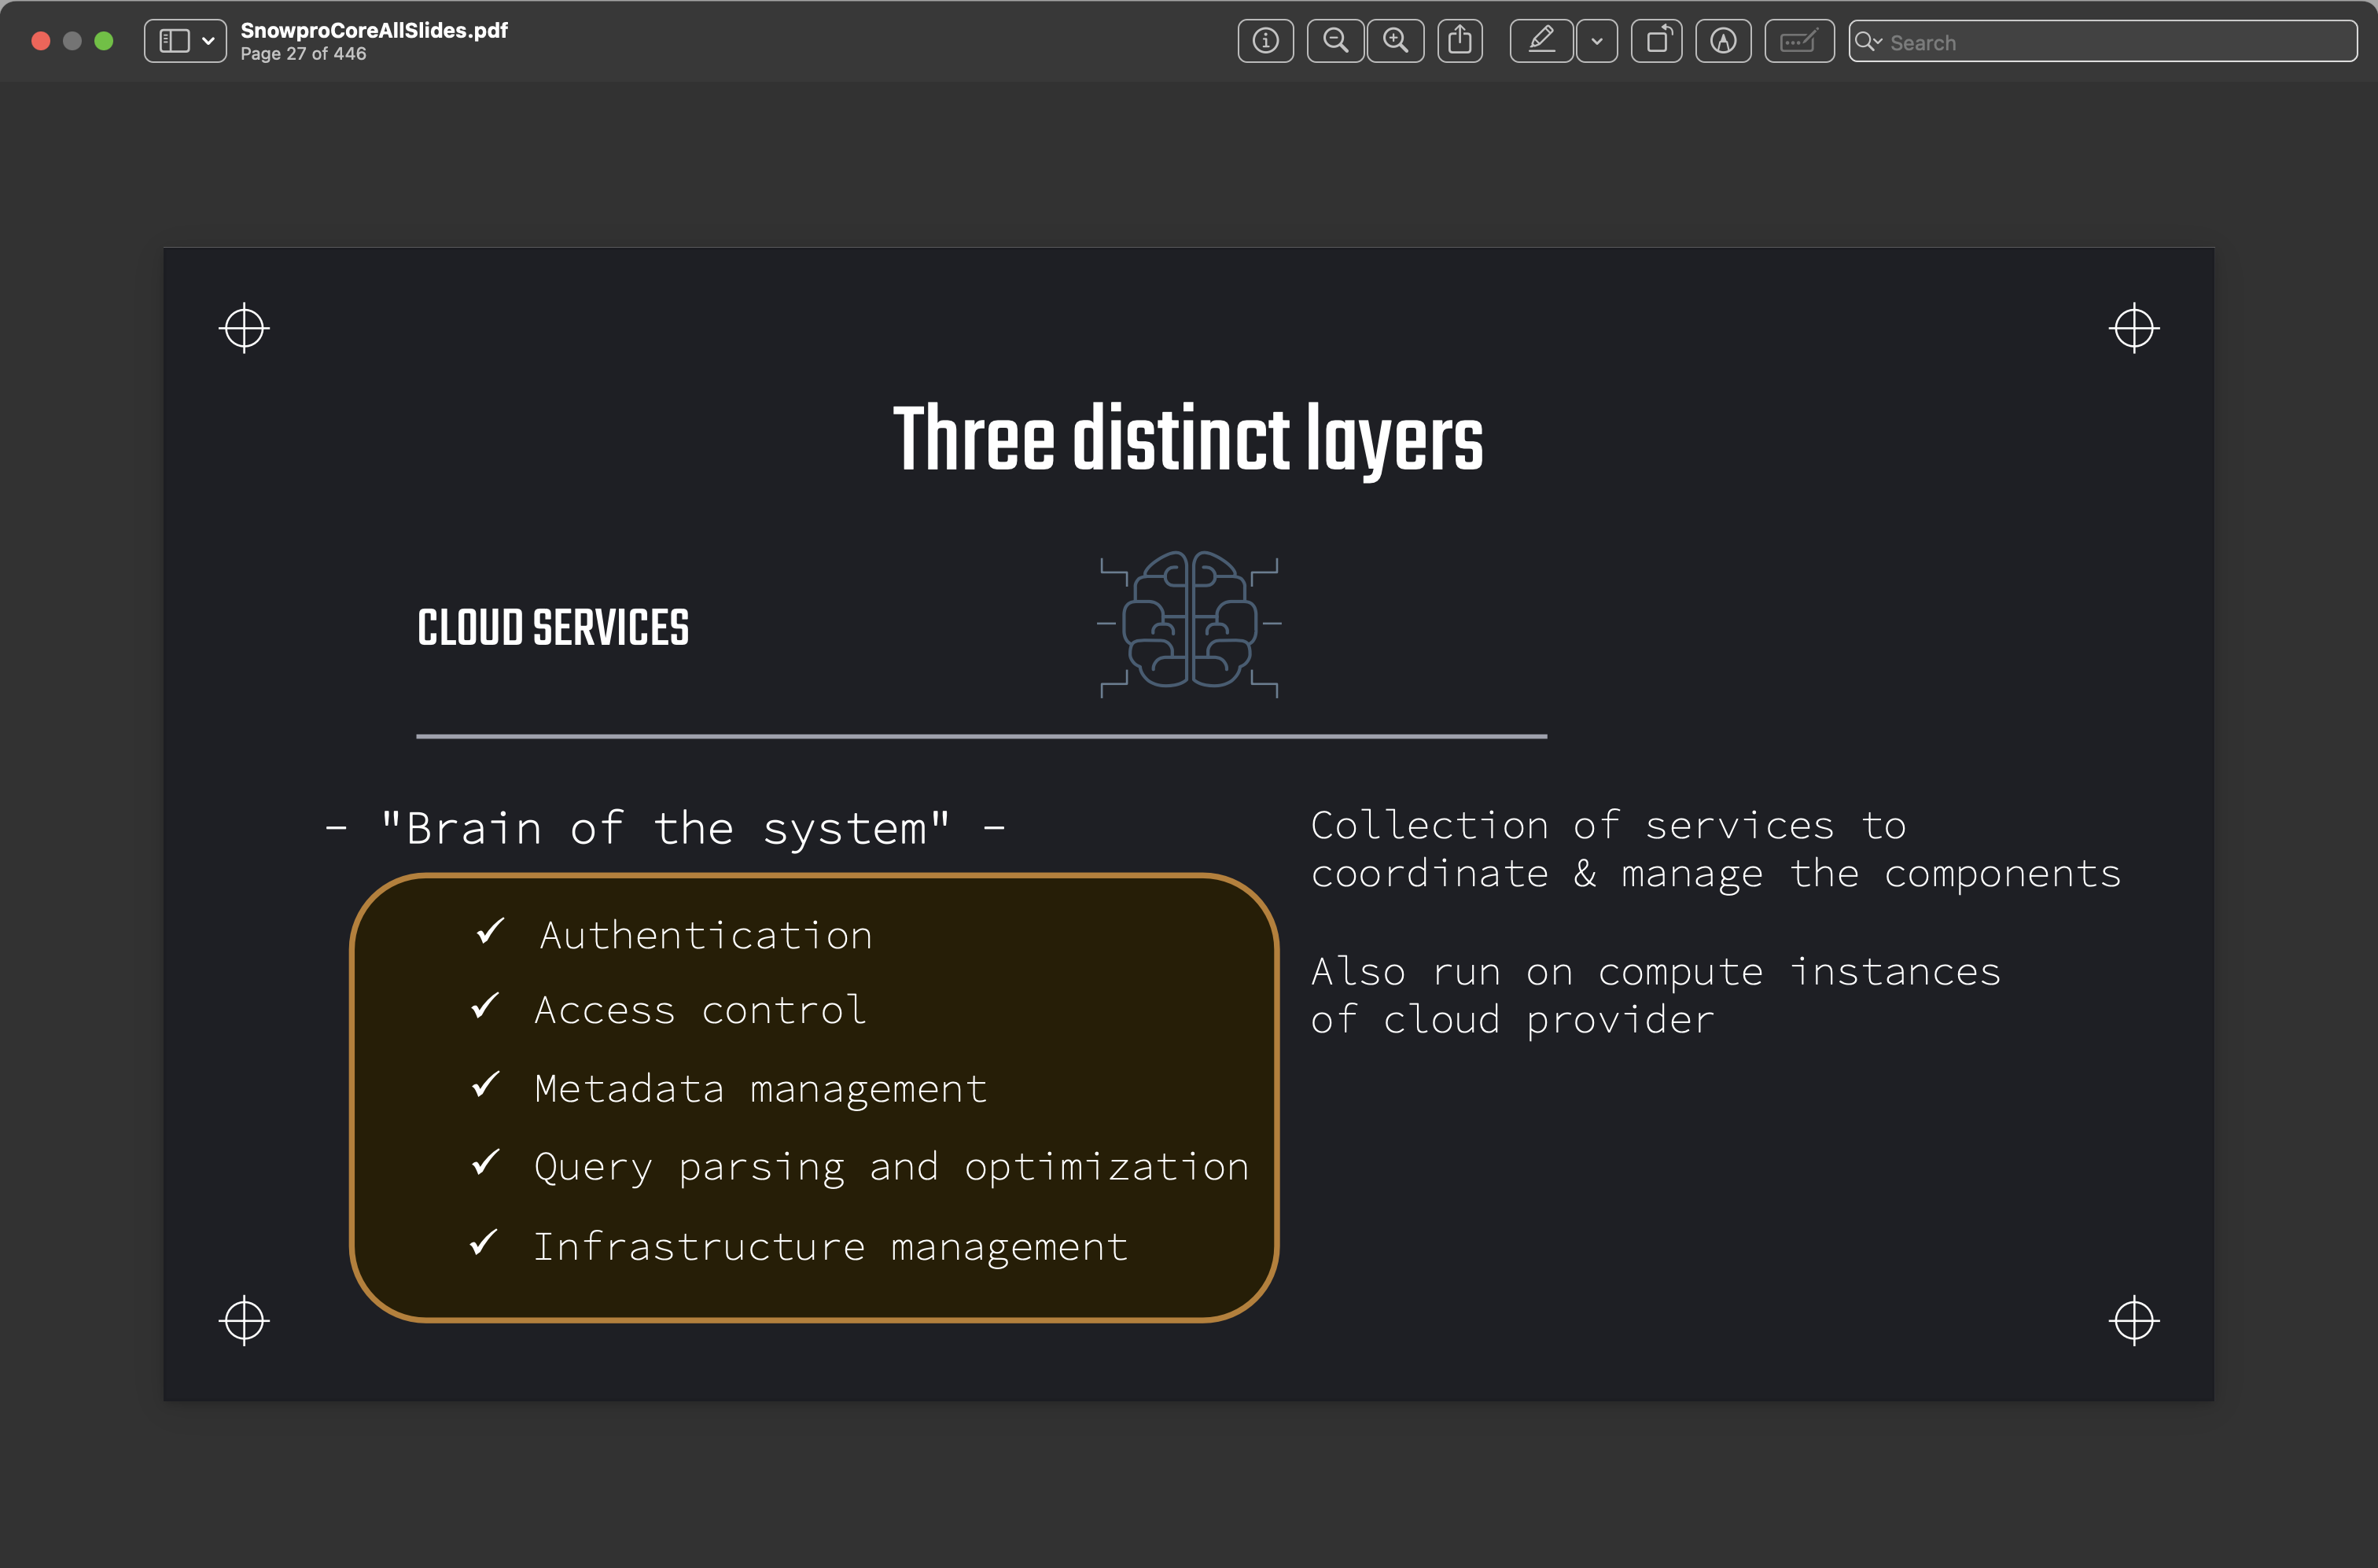 SnowproCoreAllSlides.pdf
Page 27 of 446
Search
Three distinct layers
CLOUD SERVICES
- "Brain of the system" -
✓ Authentication
✓ Access control
✓ Metadata management
✓ Query parsing and optimization
✓ Infrastructure management
Collection of services to
coordinate & manage the components
Also run on compute instances
of cloud provider